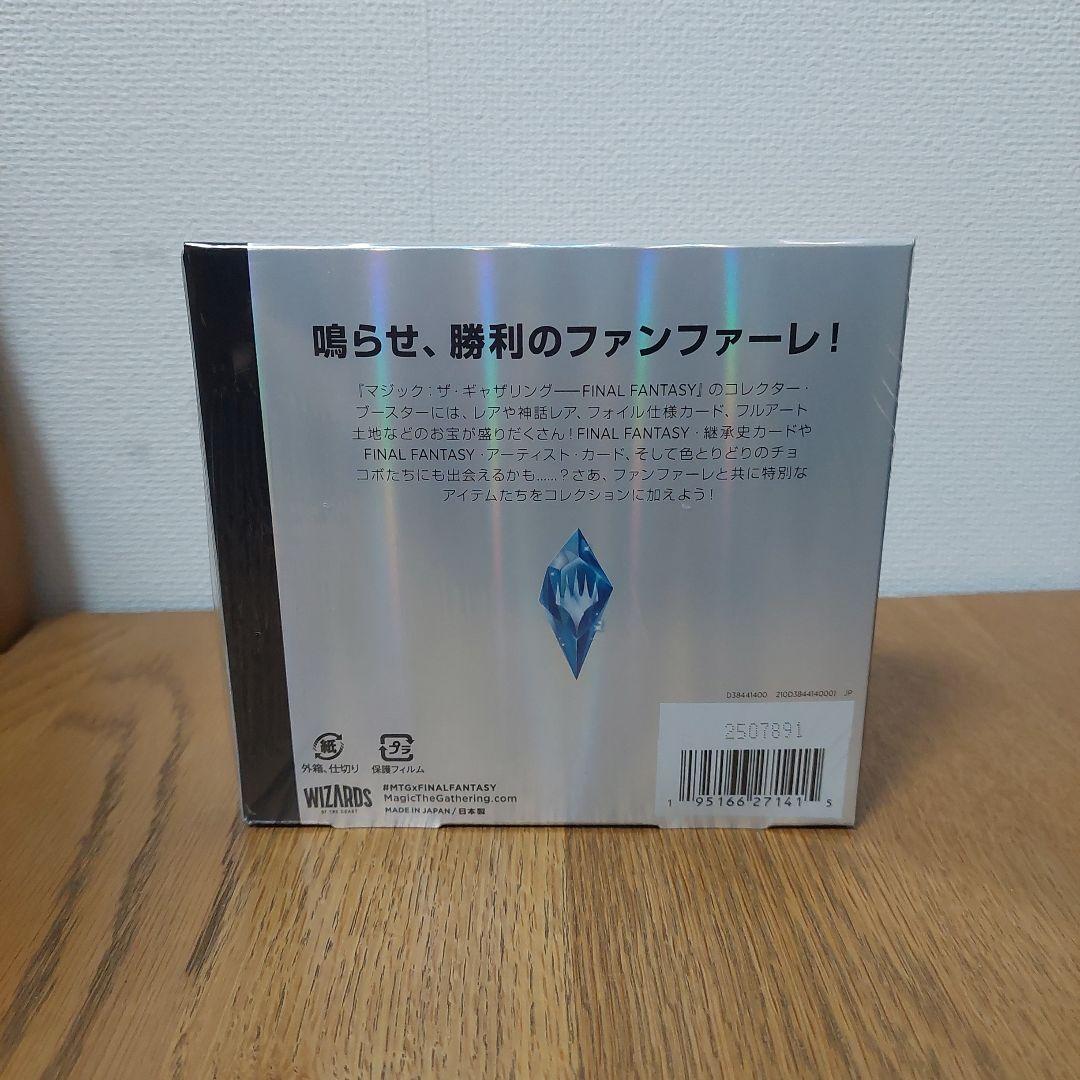 鳴らせ、勝利のファンファーレ!
『マジック:ザ・ギャザリング——FINAL FANTASY』のコレクター・
ブースターには、レアや神話レア、フォイル仕様カード、フルアート
土地などのお宝が盛りだくさん!FINAL FANTASY・継承史カードや
FINAL FANTASY・アーティスト・カード、そして色とりどりのチョ
コボたちにも出会えるかも……?さあ、ファンファーレと共に特別な
アイテムたちをコレクションに加えよう!
D38441400 210D3844140001 JP
2507891
1 95166 27141 5
紙
外箱、仕切り
プラ
保護フィルム
WIZARDS
OF THE COAST
#MTGxFINALFANTASY
MagicTheGathering.com
MADE IN JAPAN / 日本製